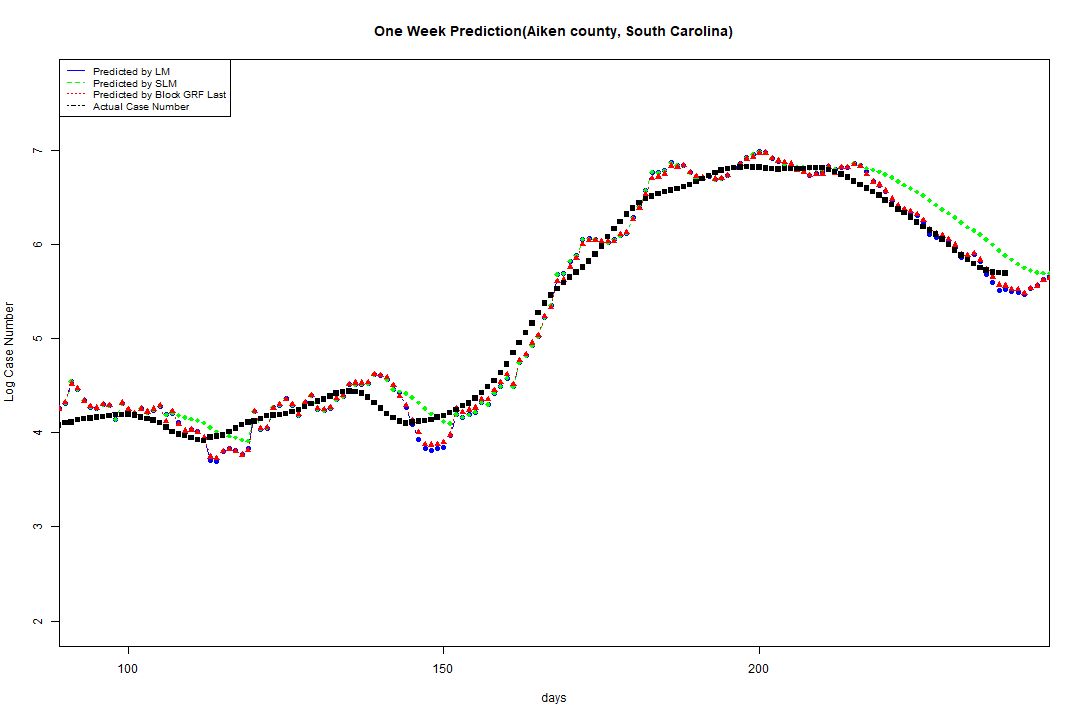 One Week Prediction(Aiken county, South Carolina)
Predicted by LM
Predicted by SLM
Predicted by Block GRF Last
Actual Case Number
7
6
5
4
3
2
Log Case Number
100 150 200
days